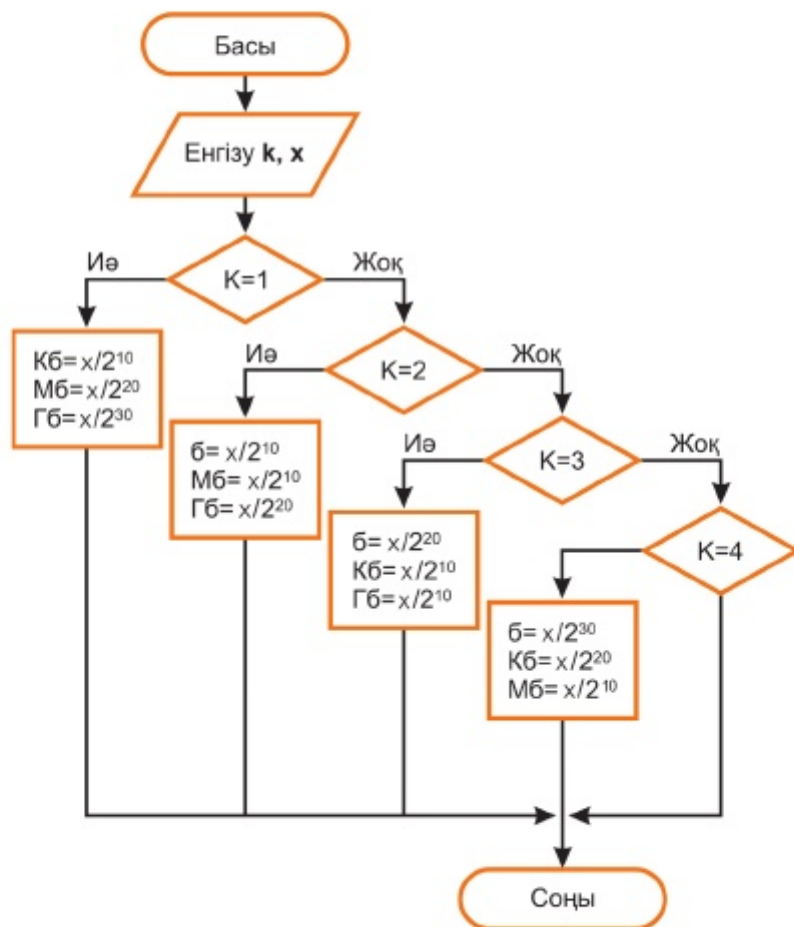 Басы
Енгізу k, x
Иә
K=1
Жоқ
Кб= x/2¹⁰
Мб= x/2²⁰
Гб= x/2³⁰
Иә
K=2
Жоқ
б= x/2¹⁰
Мб= x/2¹⁰
Гб= x/2²⁰
Иә
K=3
Жоқ
б= x/2²⁰
Кб= x/2¹⁰
Гб= x/2¹⁰
K=4
б= x/2³⁰
Кб= x/2²⁰
Мб= x/2¹⁰
Соңы